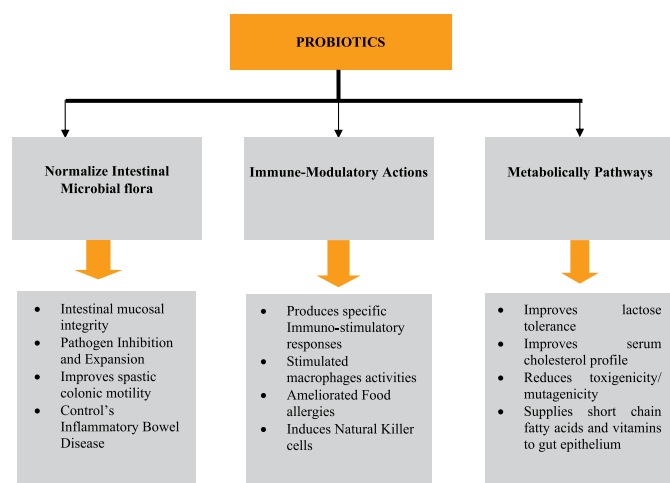 PROBIOTICS
Normalize Intestinal
Microbial flora
Immune-Modulatory Actions
Metabolically Pathways
• Intestinal mucosal
integrity
• Pathogen Inhibition
and Expansion
• Improves spastic
colonic motility
• Control's
Inflammatory Bowel
Disease
• Produces specific
Immuno-stimulatory
responses
• Stimulated
macrophages activities
• Ameliorated Food
allergies
• Induces Natural Killer
cells
• Improves lactose
tolerance
• Improves serum
cholesterol profile
• Reduces toxigenicity/
mutagenicity
• Supplies short chain
fatty acids and vitamins
to gut epithelium